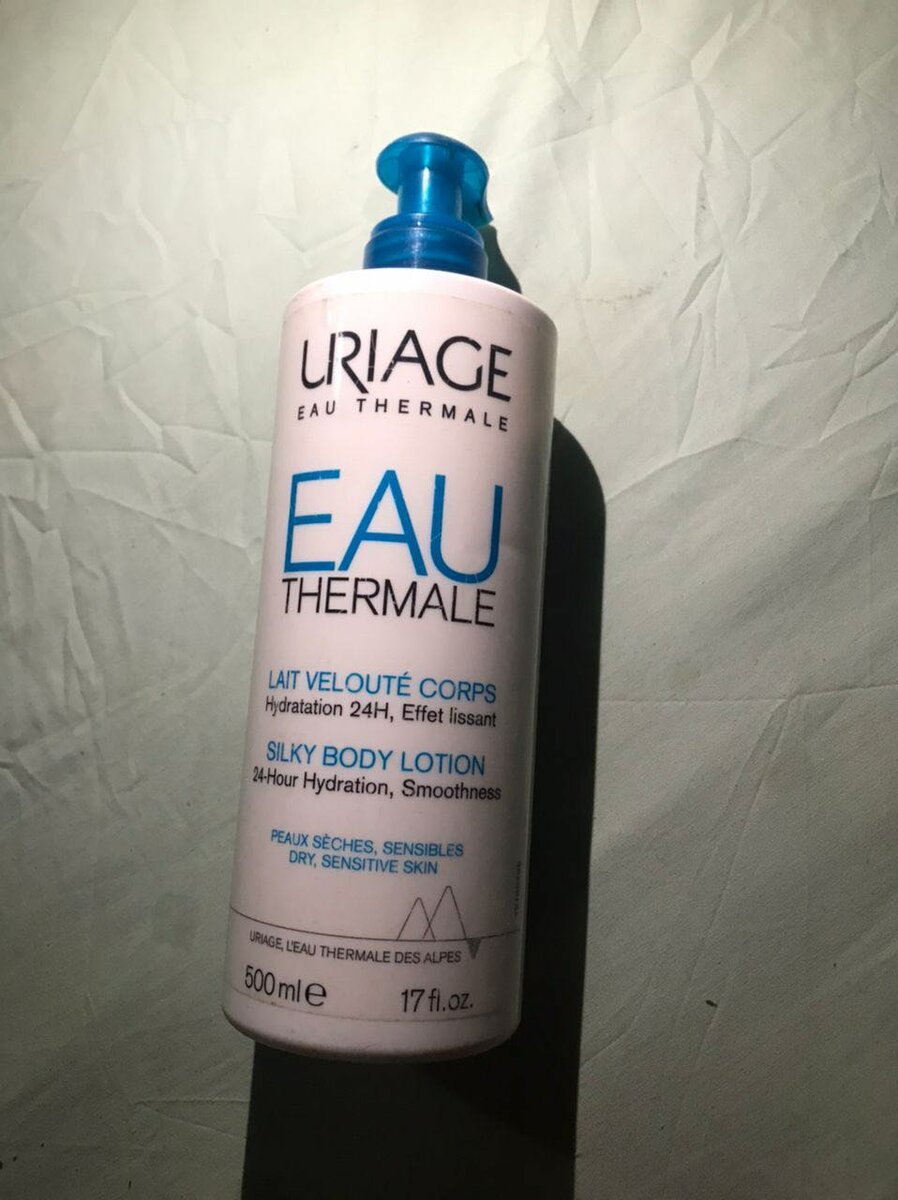 URIAGE
EAU THERMALE
EAU
THERMALE
LAIT VELOUTÉ CORPS
Hydratation 24H, Effet lissant
SILKY BODY LOTION
24-Hour Hydration, Smoothness
PEAUX SÈCHES, SENSIBLES
DRY, SENSITIVE SKIN
URIAGE, L'EAU THERMALE DES ALPES
500 ml e 17 fl.oz.